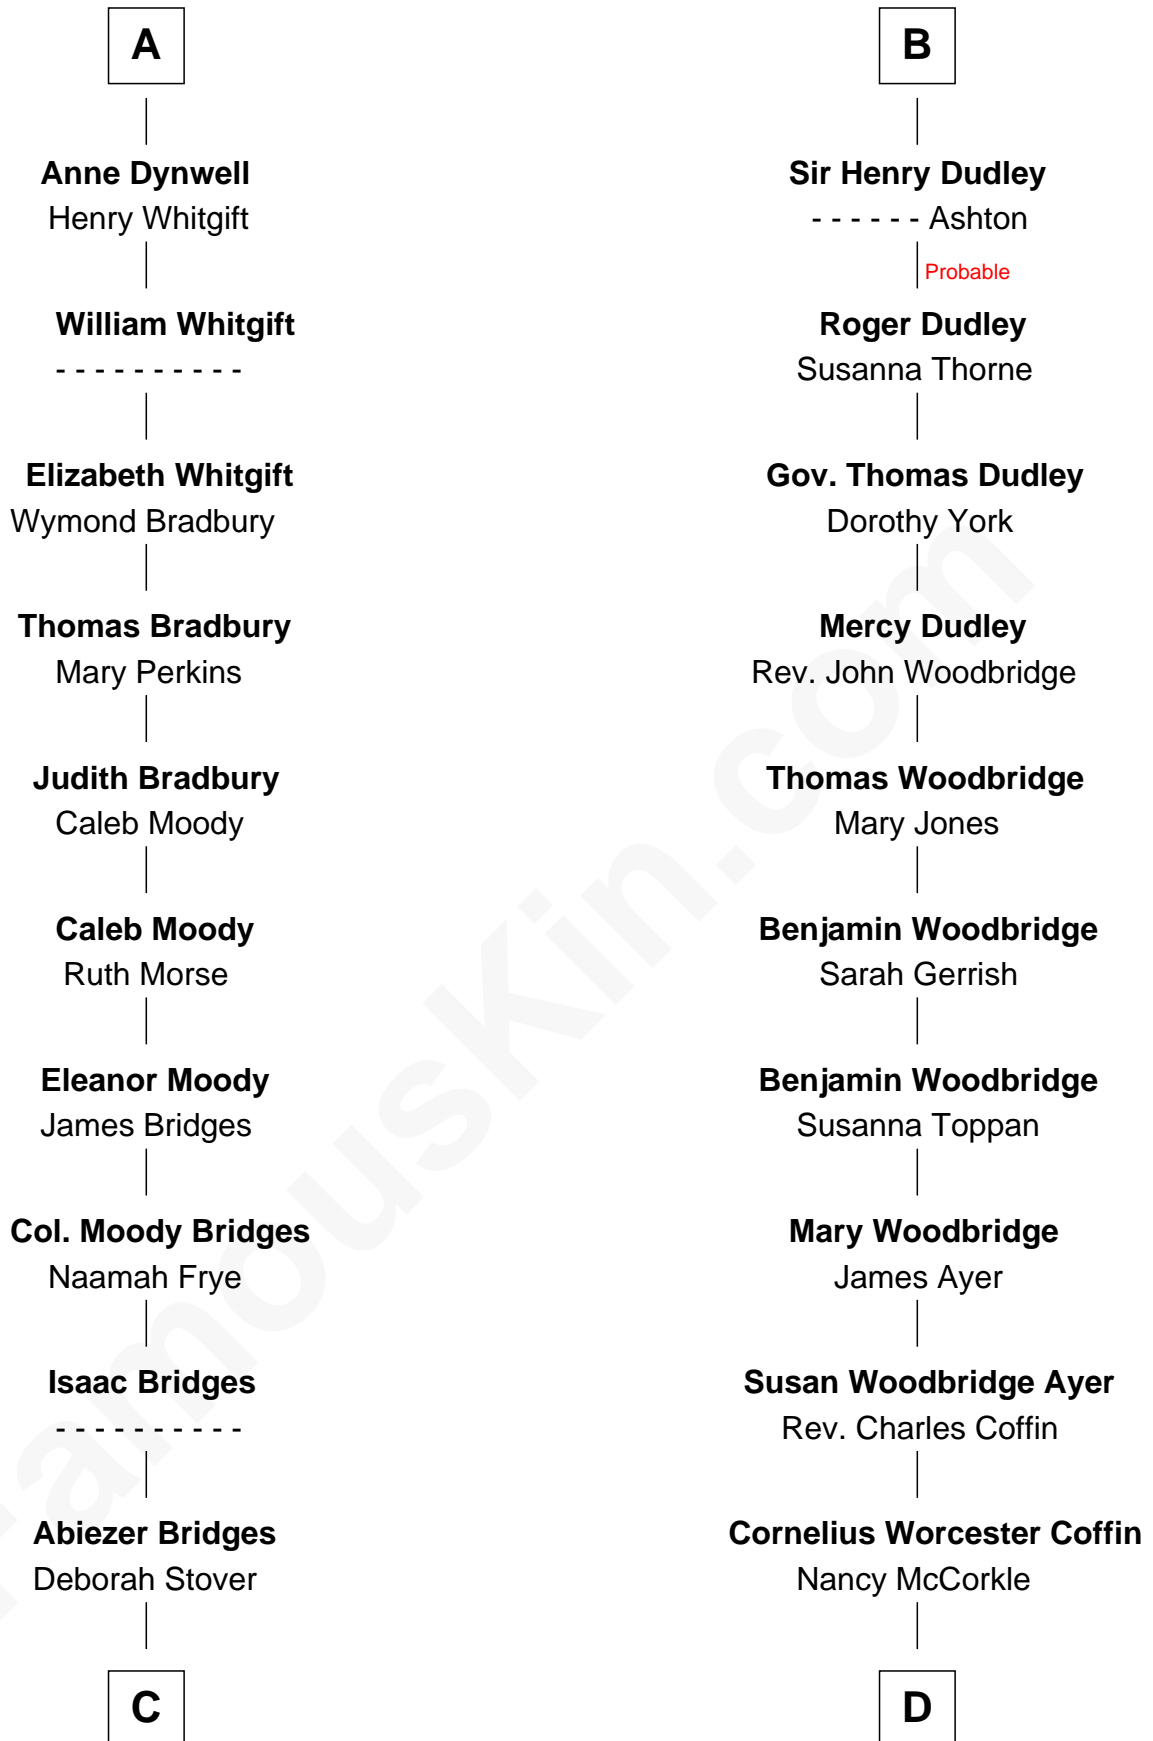 A
Anne Dynwell
Henry Whitgift
William Whitgift
- - - - - - - - - -
Elizabeth Whitgift
Wymond Bradbury
Thomas Bradbury
Mary Perkins
Judith Bradbury
Caleb Moody
Caleb Moody
Ruth Morse
Eleanor Moody
James Bridges
Col. Moody Bridges
Naamah Frye
Isaac Bridges
- - - - - - - - - -
Abiezer Bridges
Deborah Stover
C
B
Sir Henry Dudley
- - - - - - Ashton
Probable
Roger Dudley
Susanna Thorne
Gov. Thomas Dudley
Dorothy York
Mercy Dudley
Rev. John Woodbridge
Thomas Woodbridge
Mary Jones
Benjamin Woodbridge
Sarah Gerrish
Benjamin Woodbridge
Susanna Toppan
Mary Woodbridge
James Ayer
Susan Woodbridge Ayer
Rev. Charles Coffin
Cornelius Worcester Coffin
Nancy McCorkle
D
FamousKin.com